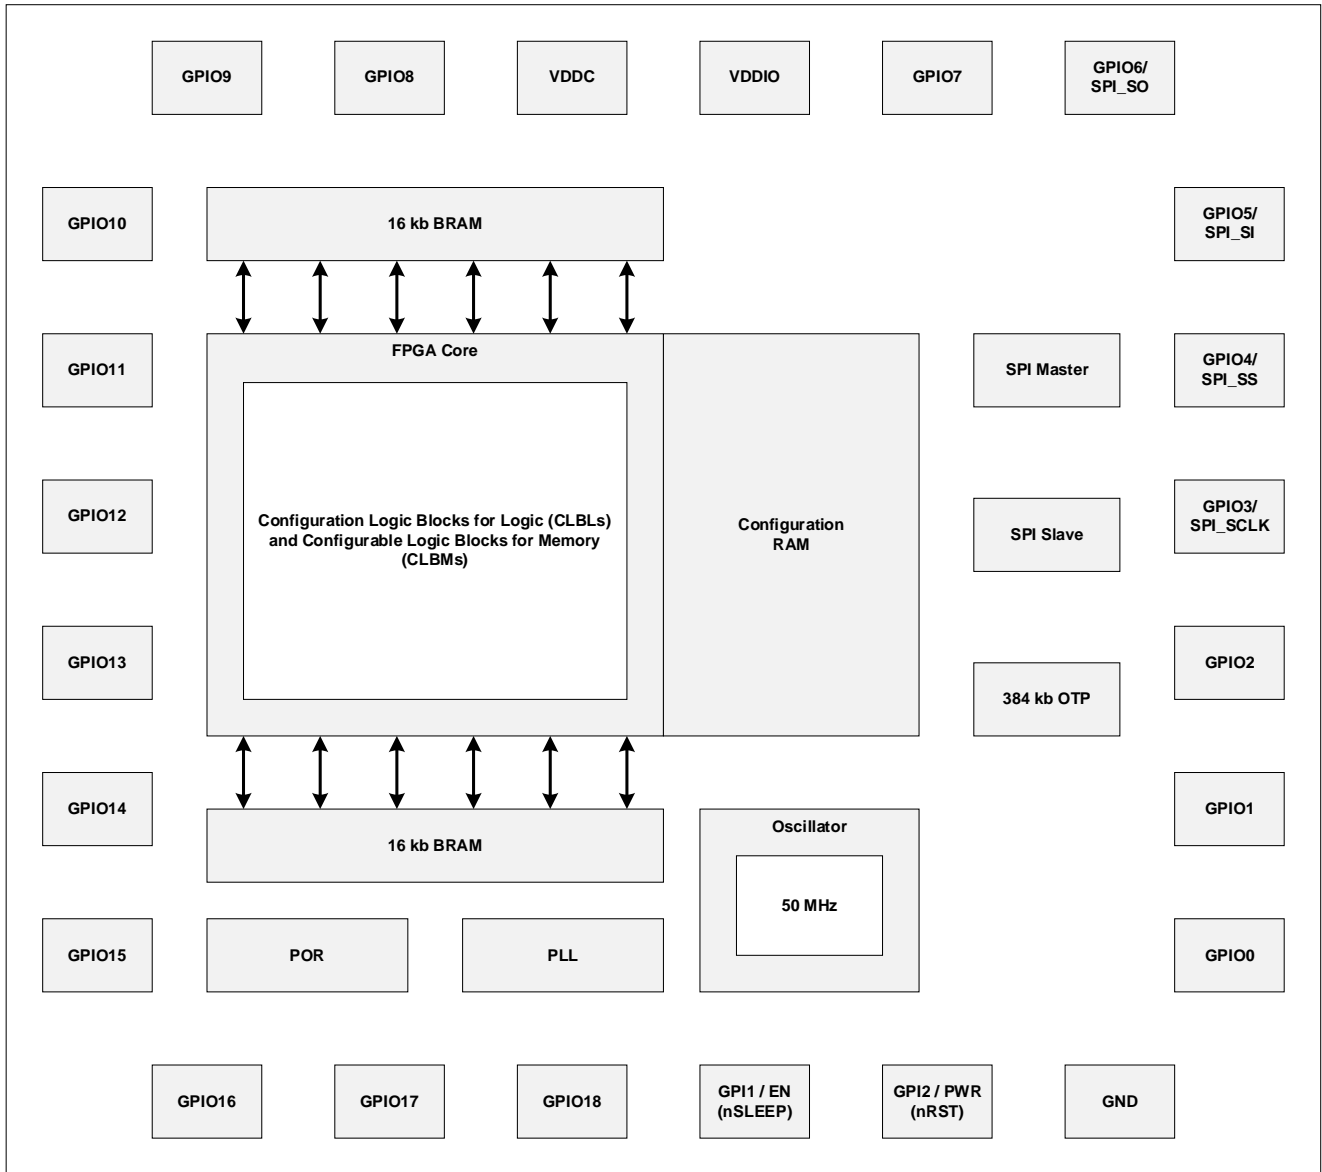 GPIO9
GPIO8
VDDC
VDDIO
GPIO7
GPIO6/
SPI_SO
GPIO10
16 kb BRAM
GPIO5/
SPI_SI
GPIO11
FPGA Core
SPI Master
GPIO4/
SPI_SS
GPIO12
Configuration Logic Blocks for Logic (CLBLs)
and Configurable Logic Blocks for Memory
(CLBMs)
Configuration
RAM
SPI Slave
GPIO3/
SPI_SCLK
GPIO13
384 kb OTP
GPIO2
GPIO14
16 kb BRAM
Oscillator
50 MHz
GPIO1
GPIO15
POR
PLL
GPIO0
GPIO16
GPIO17
GPIO18
GPI1 / EN
(nSLEEP)
GPI2 / PWR
(nRST)
GND